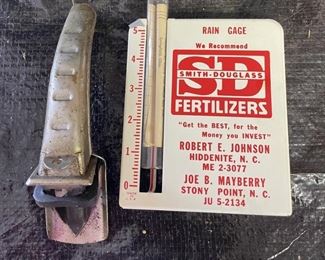 RAIN GAGE
We Recommend
SD
SMITH-DOUGLASS
FERTILIZERS
"Get the BEST, for the
Money you INVEST"
ROBERT E. JOHNSON
HIDDENITE, N. C.
ME 2-3077
JOE B. MAYBERRY
STONY POINT, N. C.
JU 5-2134
5
4
3
2
1
0